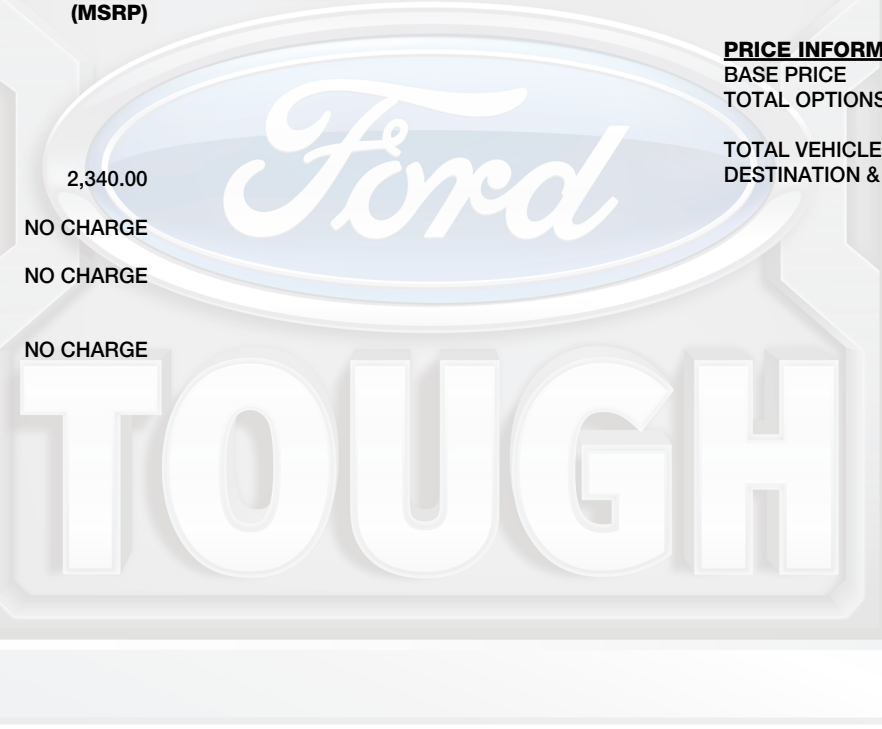 (MSRP)
2,340.00
NO CHARGE
NO CHARGE
NO CHARGE
PRICE INFORM
BASE PRICE
TOTAL OPTIONS
TOTAL VEHICLE
DESTINATION &
Ford
TOUGH